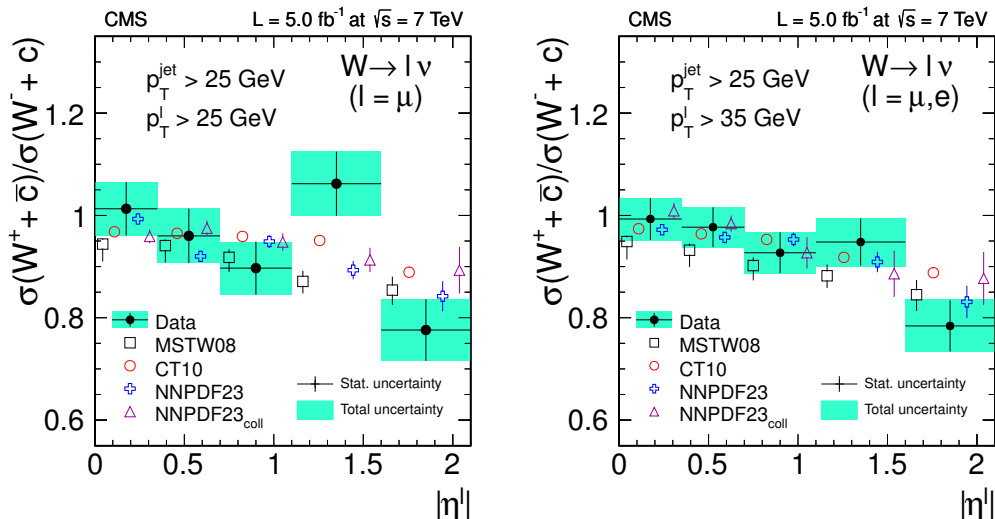 CMS L = 5.0 fb⁻¹ at √s = 7 TeV
σ(W⁺ + c̄)/σ(W⁻ + c)
1.2
1
0.8
0.6
p_T^jet > 25 GeV
p_T^l > 25 GeV
W → l ν
(l = μ)
Data
MSTW08
CT10
NNPDF23
NNPDF23_coll
Stat. uncertainty
Total uncertainty
0 0.5 1 1.5 2
|η^l|
CMS L = 5.0 fb⁻¹ at √s = 7 TeV
σ(W⁺ + c̄)/σ(W⁻ + c)
1.2
1
0.8
0.6
p_T^jet > 25 GeV
p_T^l > 35 GeV
W → l ν
(l = μ,e)
Data
MSTW08
CT10
NNPDF23
NNPDF23_coll
Stat. uncertainty
Total uncertainty
0 0.5 1 1.5 2
|η^l|